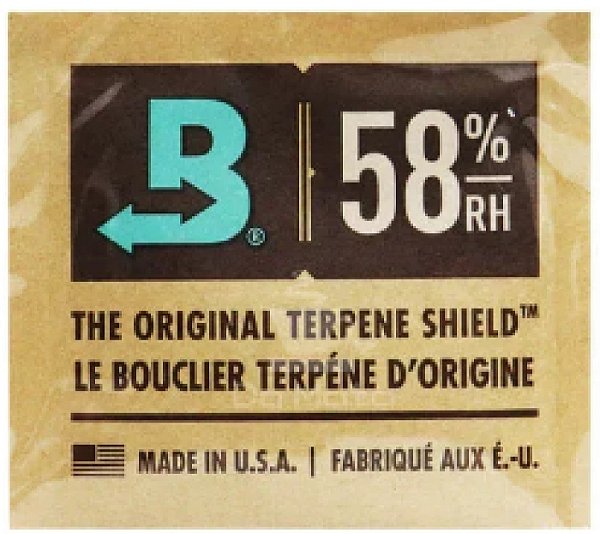 B®
58% RH
THE ORIGINAL TERPENE SHIELD™
LE BOUCLIER TERPÉNE D'ORIGINE
MADE IN U.S.A. | FABRIQUÉ AUX É.-U.